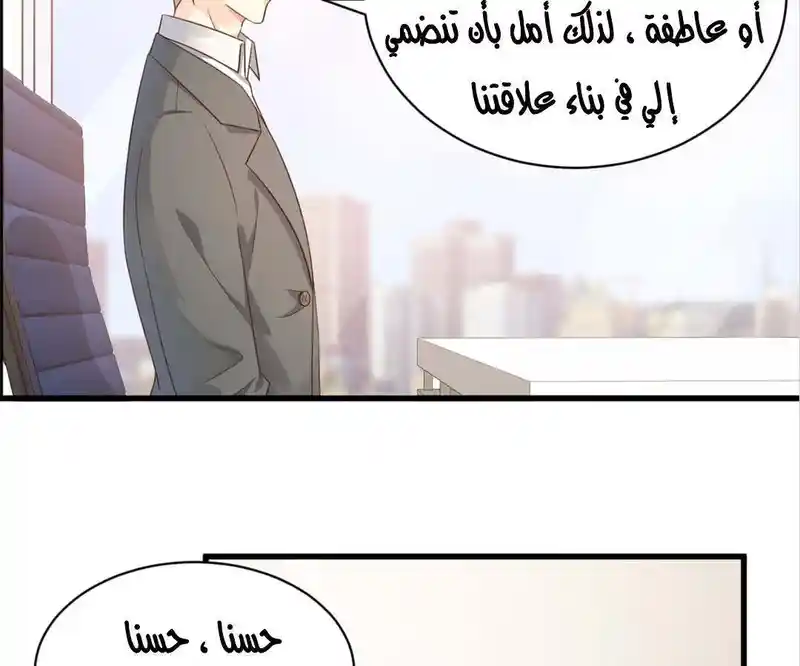 أو عاطفة ، لذلك أمل بأن تنضمي
إلي في بناء علاقتنا
حسنا ، حسنا